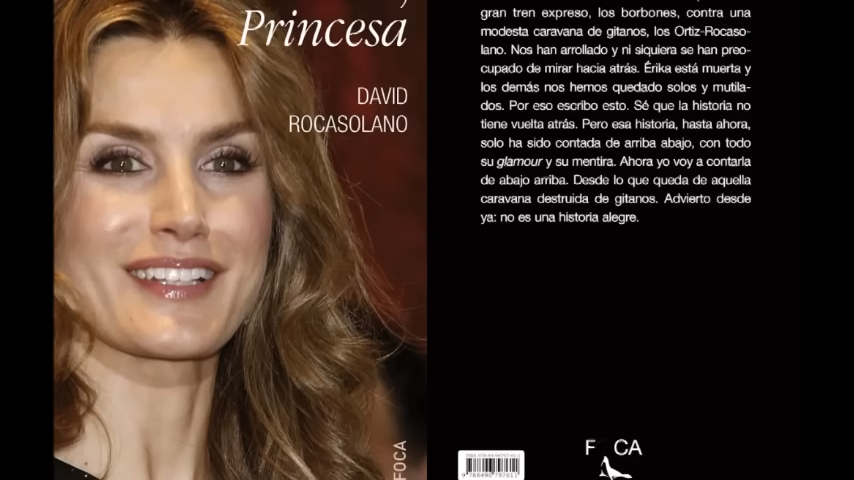 Princesa
DAVID
ROCASOLANO
FOCA
gran tren expreso, los borbones, contra una
modesta caravana de gitanos, los Ortiz-Rocaso-
lano. Nos han arrollado y ni siquiera se han preo-
cupado de mirar hacia atrás. Érika está muerta y
los demás nos hemos quedado solos y mutila-
dos. Por eso escribo esto. Sé que la historia no
tiene vuelta atrás. Pero esa historia, hasta ahora,
solo ha sido contada de arriba abajo, con todo
su glamour y su mentira. Ahora yo voy a contarla
de abajo arriba. Desde lo que queda de aquella
caravana destruida de gitanos. Advierto desde
ya: no es una historia alegre.
F CA